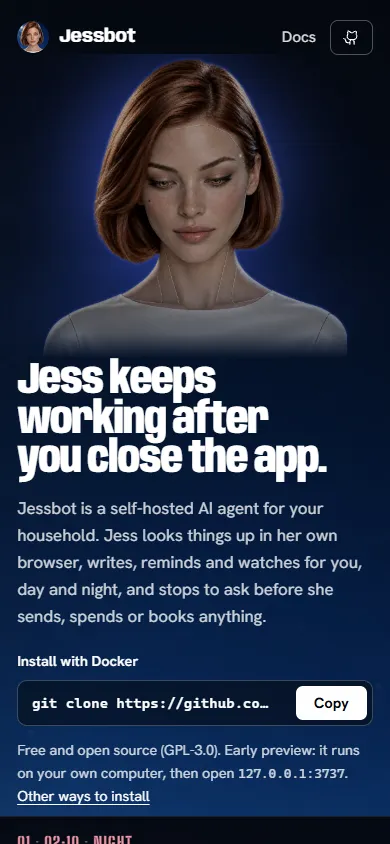 Jessbot
Docs
Jess keeps
working after
you close the app.
Jessbot is a self-hosted AI agent for your
household. Jess looks things up in her own
browser, writes, reminds and watches for you,
day and night, and stops to ask before she
sends, spends or books anything.
Install with Docker
git clone https://github.co…
Copy
Free and open source (GPL-3.0). Early preview: it runs
on your own computer, then open 127.0.0.1:3737.
Other ways to install
01 · 02:10 · NIGHT